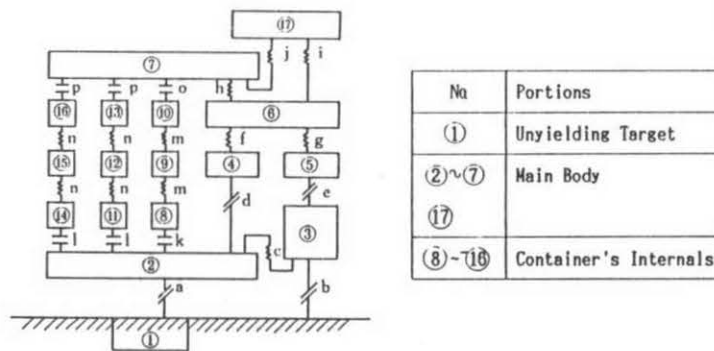 ⑰
j i
⑦
p p o h
⑯ ⑬ ⑩ ⑥
n n m f g
⑮ ⑫ ⑨ ④ ⑤
n n m d e
⑭ ⑪ ⑧ ③
l l k c
②
a b
①
No. Portions
① Unyielding Target
②~⑦ Main Body
⑰
⑧~⑯ Container's Internals